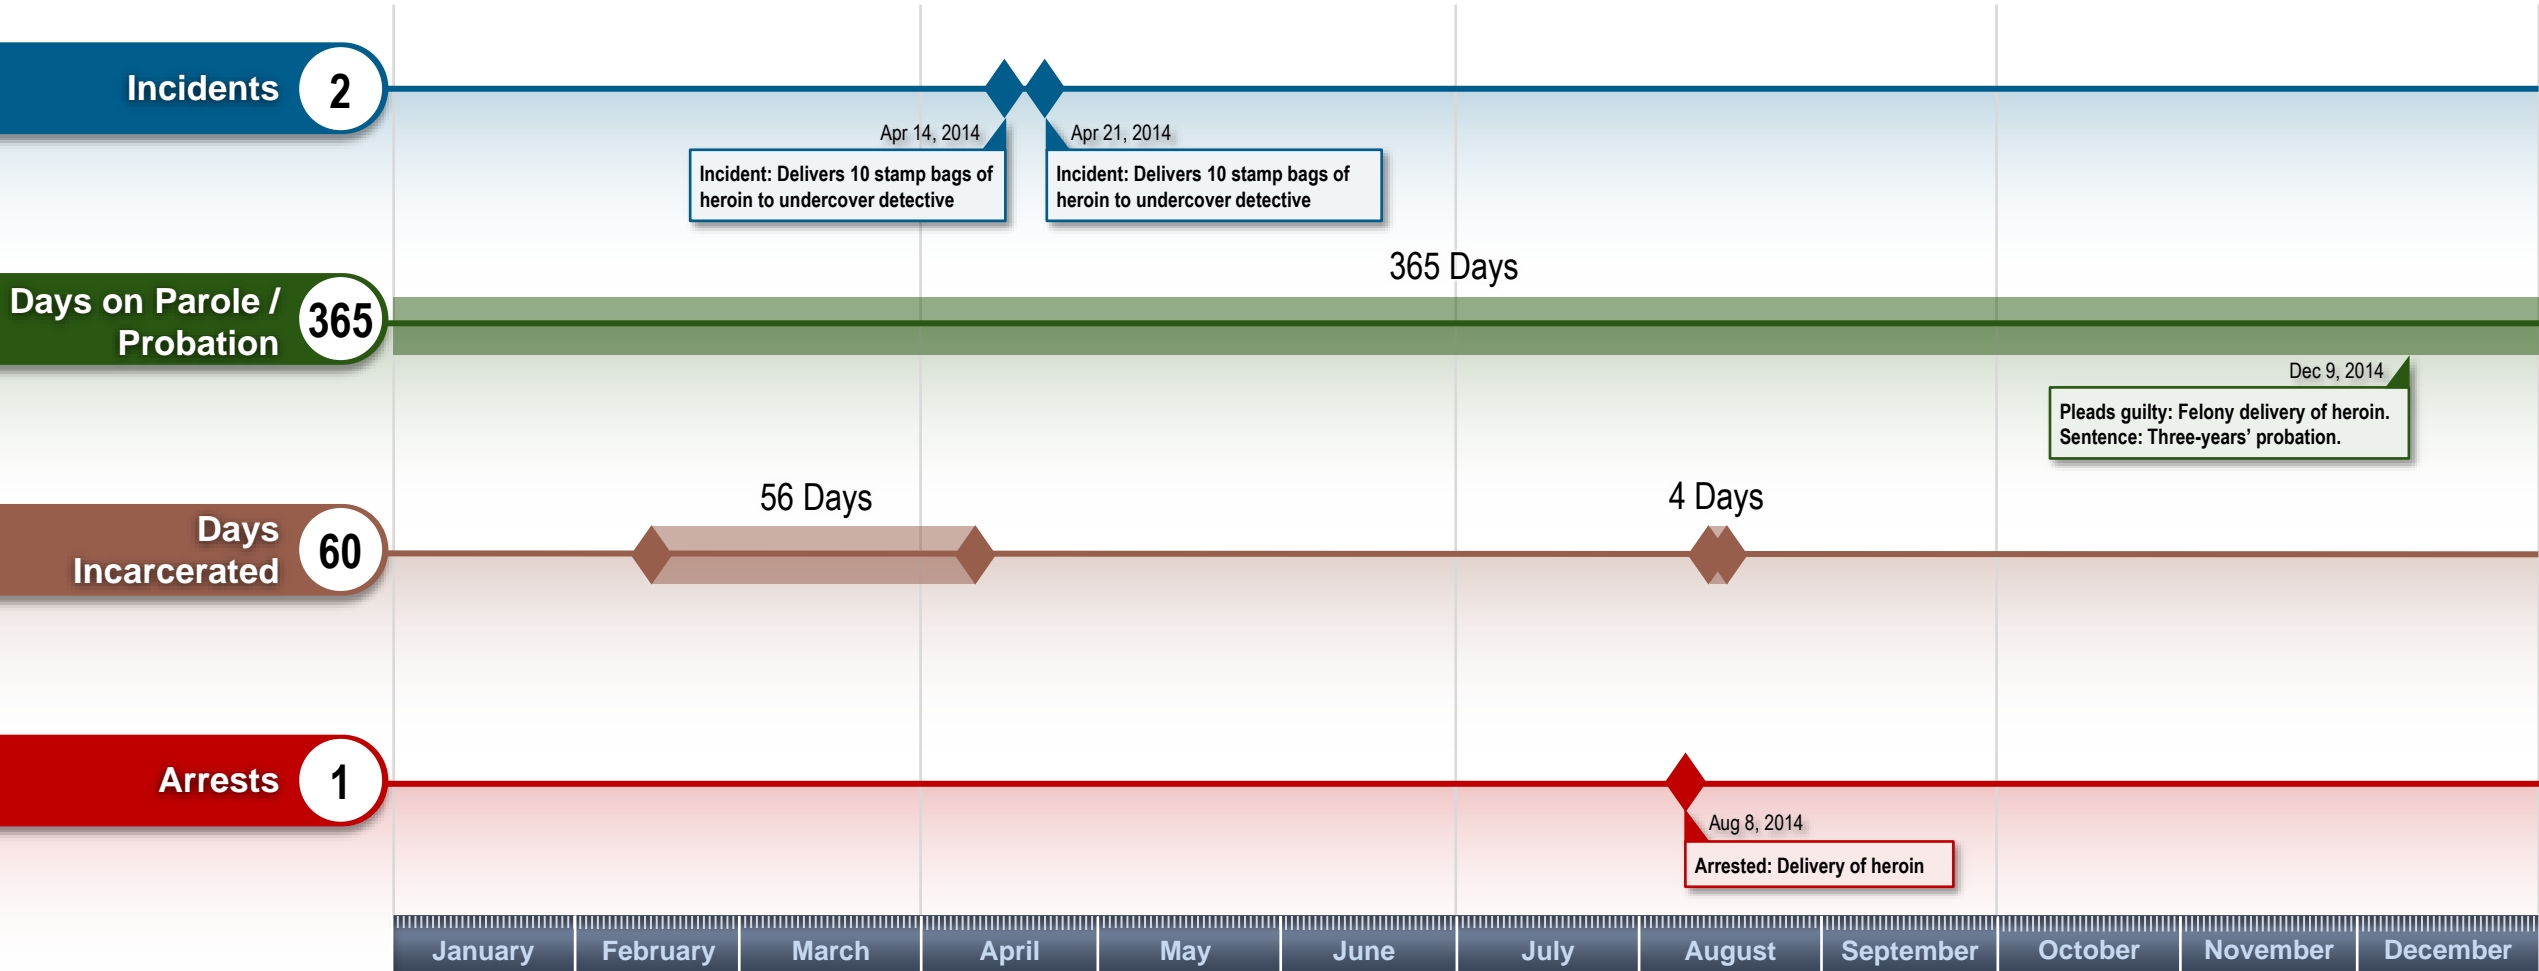 Incidents
2
Apr 14, 2014
Apr 21, 2014
Incident: Delivers 10 stamp bags of
heroin to undercover detective
Incident: Delivers 10 stamp bags of
heroin to undercover detective
365 Days
Days on Parole /
Probation
365
Dec 9, 2014
Pleads guilty: Felony delivery of heroin.
Sentence: Three-years’ probation.
56 Days
4 Days
Days
Incarcerated
60
Arrests
1
Aug 8, 2014
Arrested: Delivery of heroin
January
February
March
April
May
June
July
August
September
October
November
December